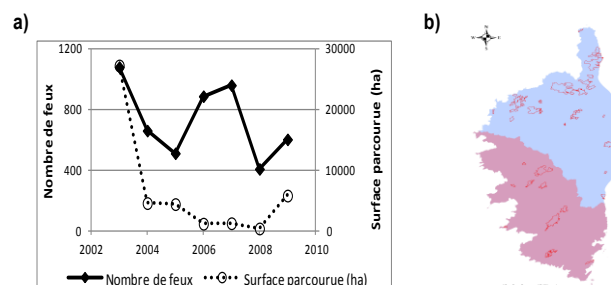 a)
b)
1200
30000
800
20000
400
10000
0
0
2002
2004
2006
2008
2010
Nombre de feux
Surface parcourue (ha)
Nombre de feux
Surface parcourue (ha)